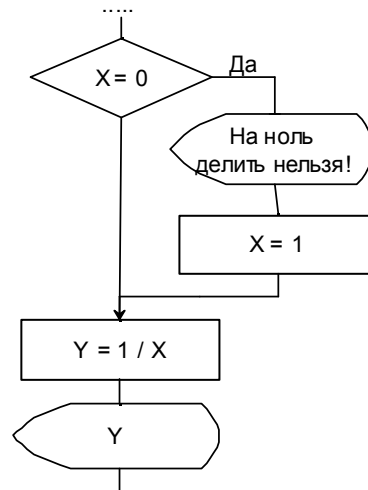 .....
X = 0
Да
На ноль
делить нельзя!
X = 1
Y = 1 / X
Y